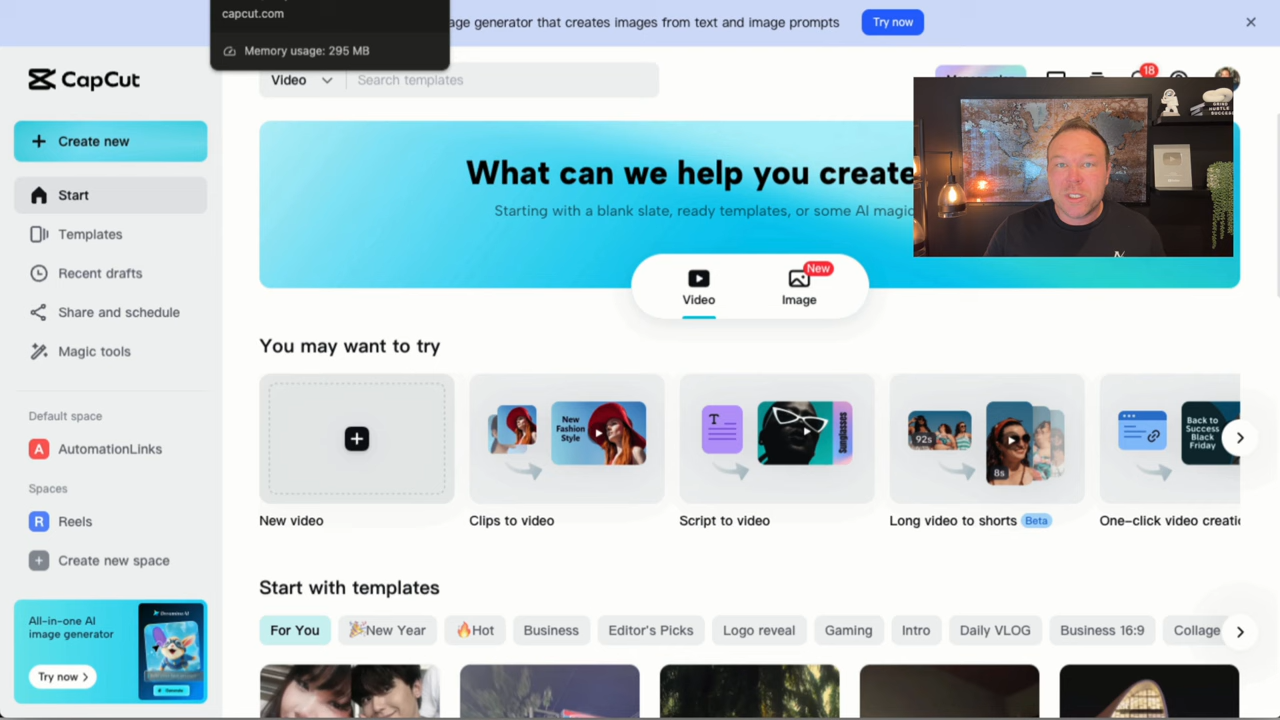 capcut.com
Memory usage: 295 MB
age generator that creates images from text and image prompts
Try now
CapCut
Video
Search templates
18
Create new
Start
Templates
Recent drafts
Share and schedule
Magic tools
Default space
A AutomationLinks
Spaces
R Reels
Create new space
All-in-one AI
image generator
Try now
What can we help you create
Starting with a blank slate, ready templates, or some AI magic
Video
New
Image
You may want to try
New
Fashion
Style
T
Sunglasses
92s
8s
Back to
Success
Black
Friday
New video
Clips to video
Script to video
Long video to shorts Beta
One-click video creati
Start with templates
For You
🎉New Year
🔥Hot
Business
Editor's Picks
Logo reveal
Gaming
Intro
Daily VLOG
Business 16:9
Collage